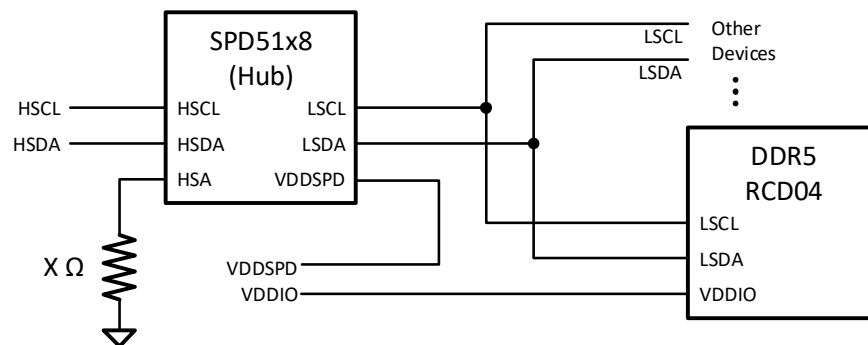 SPD51x8
(Hub)
HSCL
HSDA
HSCL
HSDA
HSA
LSCL
LSDA
VDDSPD
X Ω
VDDSPD
VDDIO
LSCL
LSDA
Other
Devices
DDR5
RCD04
LSCL
LSDA
VDDIO